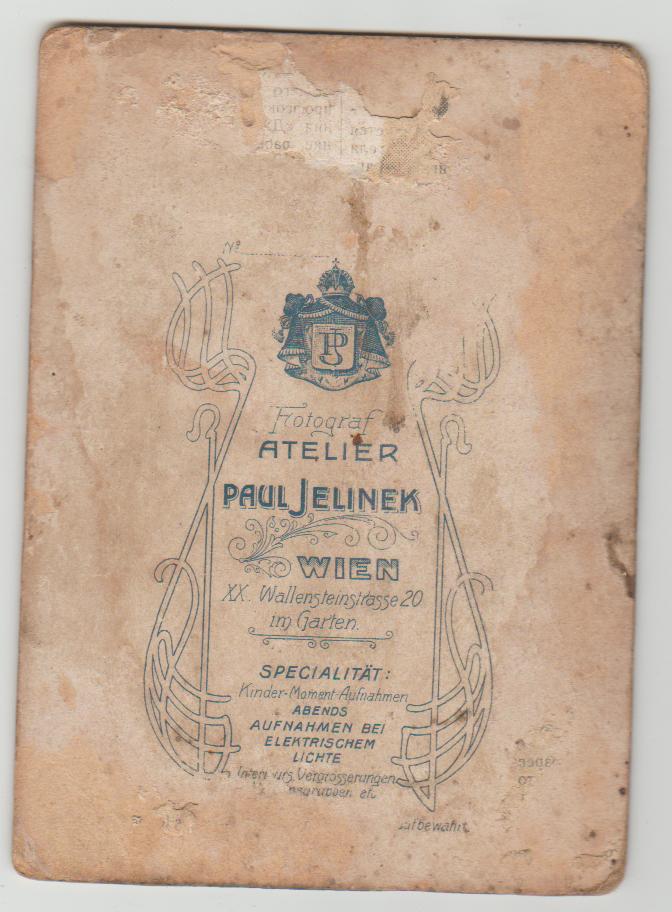 Nº
PJ
Fotograf
ATELIER
PAUL JELINEK
WIEN
XX. Wallensteinstrasse 20
im Garten.
SPECIALITÄT:
Kinder-Moment-Aufnahmen
ABENDS
AUFNAHMEN BEI
ELEKTRISCHEM
LICHTE
Vergrösserungen